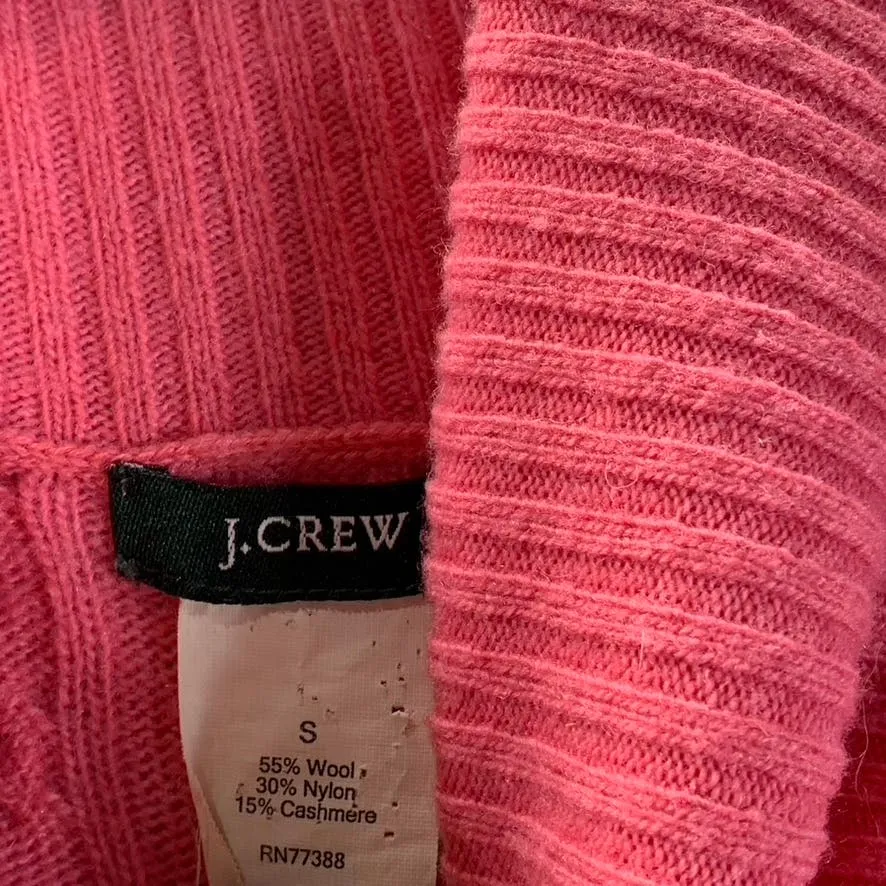 J.CREW
S
55% Wool
30% Nylon
15% Cashmere
RN77388